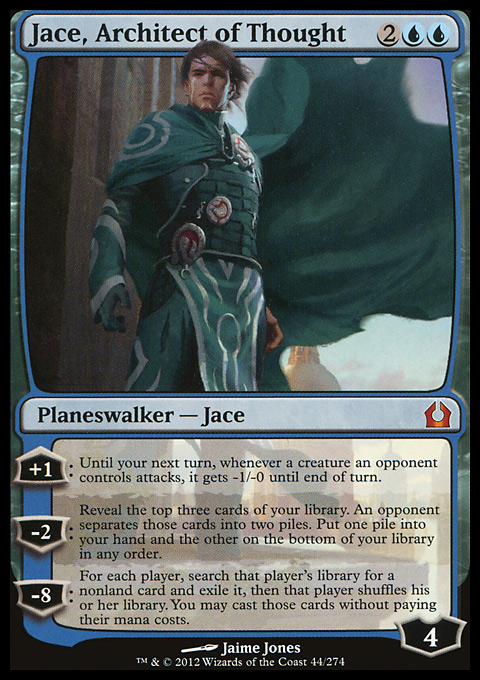 Jace, Architect of Thought 2
Planeswalker — Jace
+1: Until your next turn, whenever a creature an opponent
controls attacks, it gets -1/-0 until end of turn.
Reveal the top three cards of your library. An opponent
-2: separates those cards into two piles. Put one pile into
your hand and the other on the bottom of your library
in any order.
For each player, search that player's library for a
-8: nonland card and exile it, then that player shuffles his
or her library. You may cast those cards without paying
their mana costs.
4
Jaime Jones
™ & © 2012 Wizards of the Coast 44/274